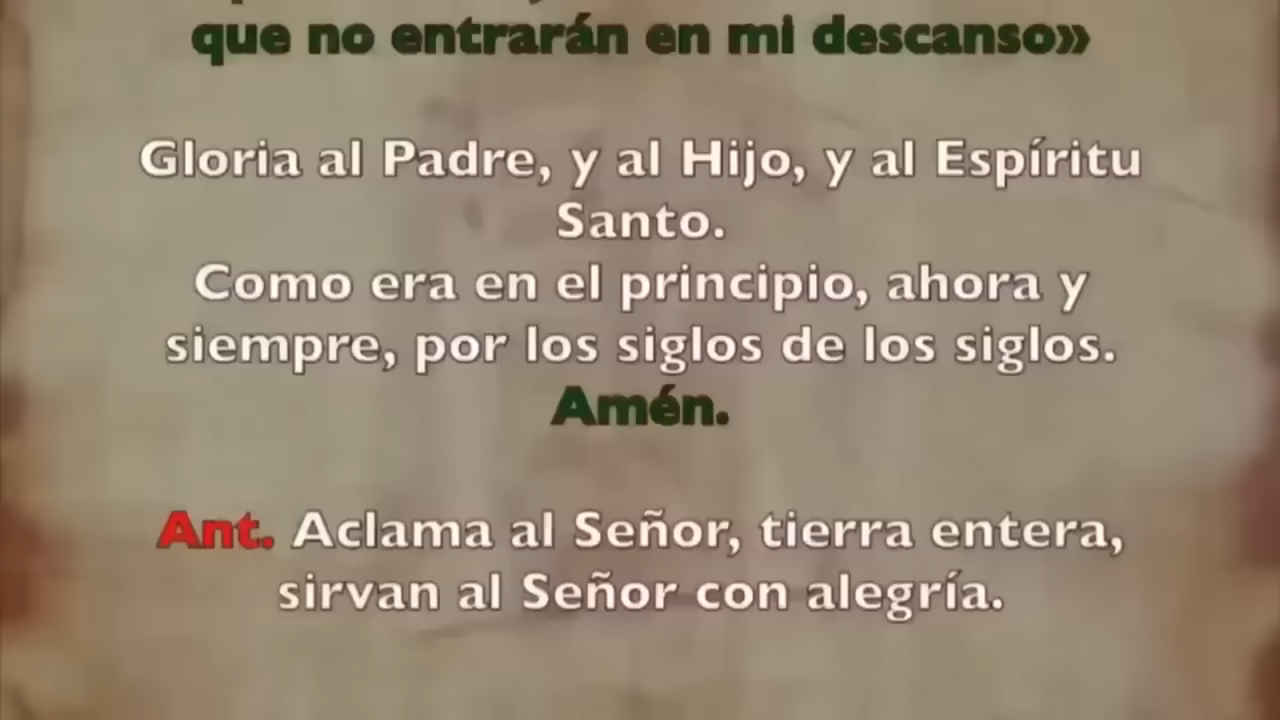 que no entrarán en mi descanso»
Gloria al Padre, y al Hijo, y al Espíritu
Santo.
Como era en el principio, ahora y
siempre, por los siglos de los siglos.
Amén.
Ant. Aclama al Señor, tierra entera,
sirvan al Señor con alegría.